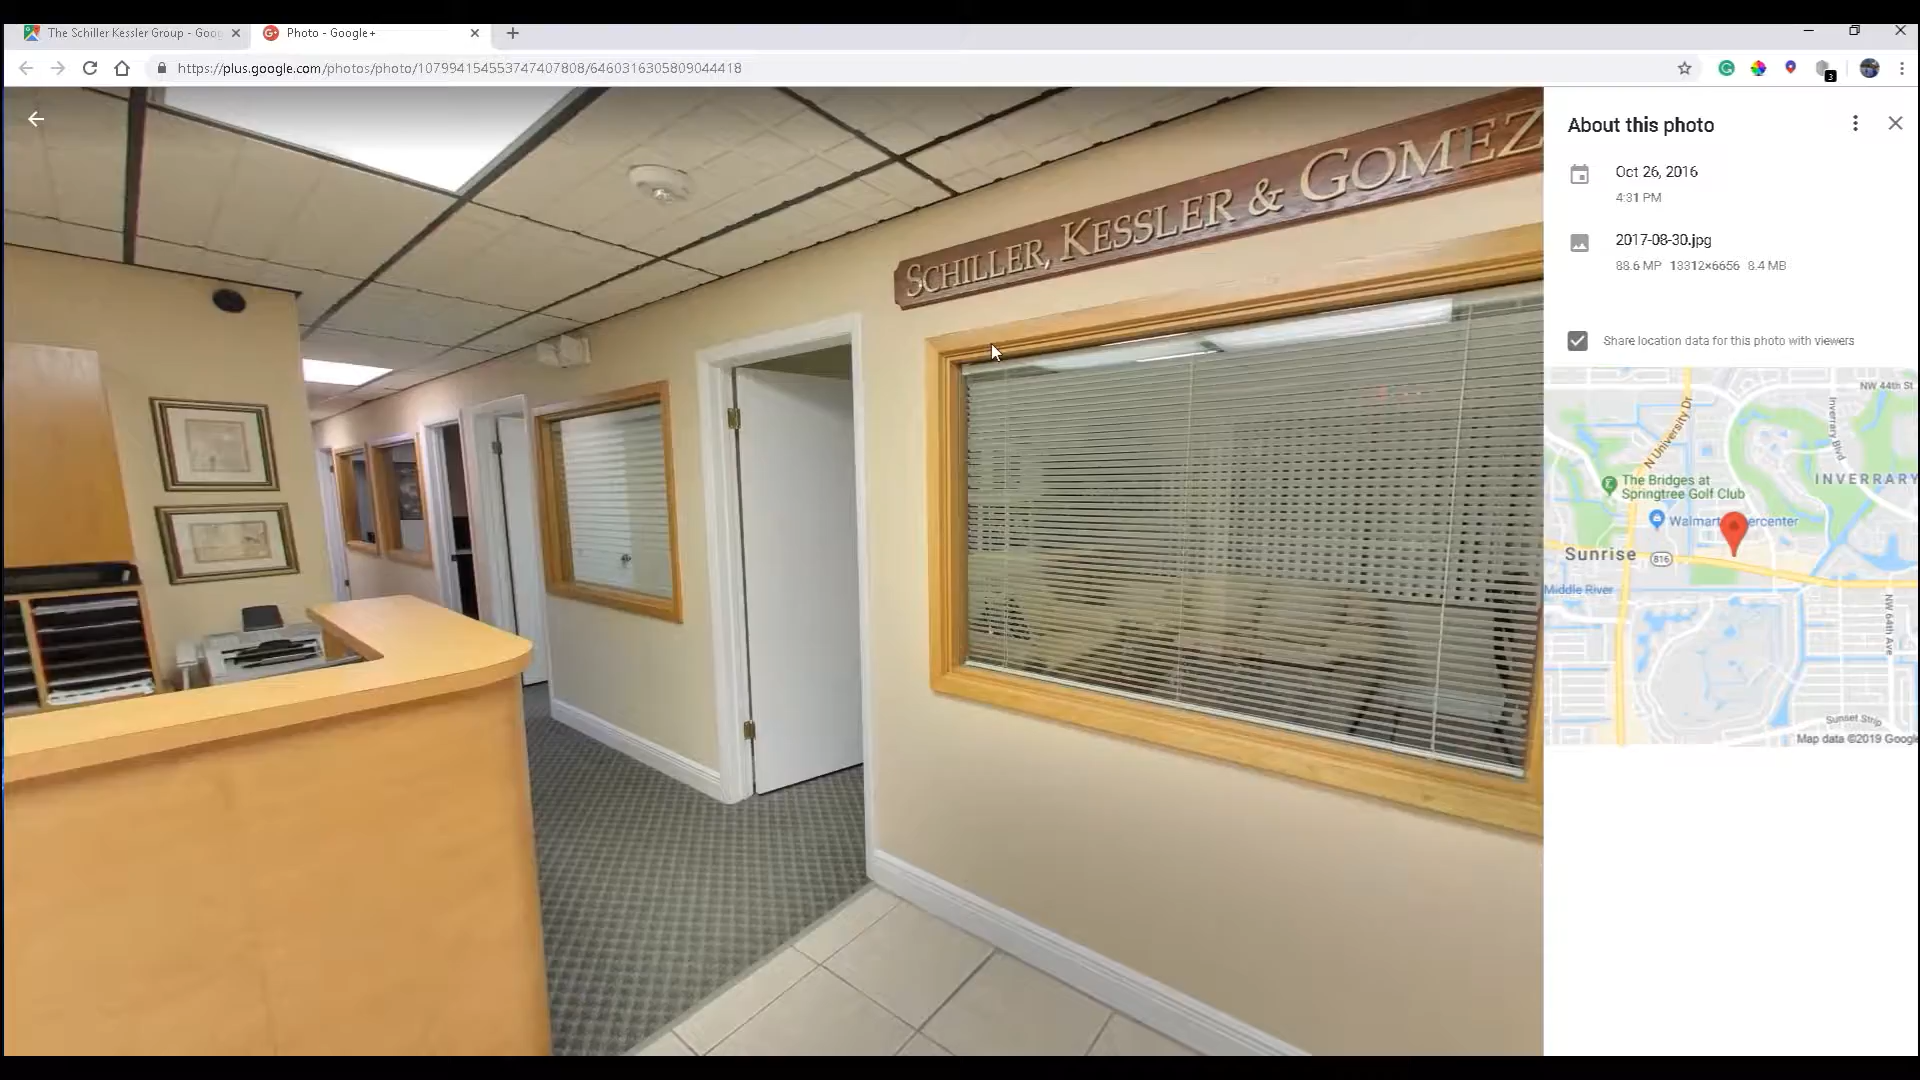 The Schiller Kessler Group - Goog
Photo - Google+
https://plus.google.com/photos/photo/107994154553747407808/6460316305809044418
3
SCHILLER, KESSLER & GOMEZ
About this photo
Oct 26, 2016
4:31 PM
2017-08-30.jpg
88.6 MP 13312×6656 8.4 MB
Share location data for this photo with viewers
NW 44th St
N University Dr
Inverrary Blvd
The Bridges at
Springtree Golf Club
INVERRARY
Walmart ercenter
Sunrise
816
Middle River
NW 64th Ave
Sunset Strip
Map data ©2019 Google